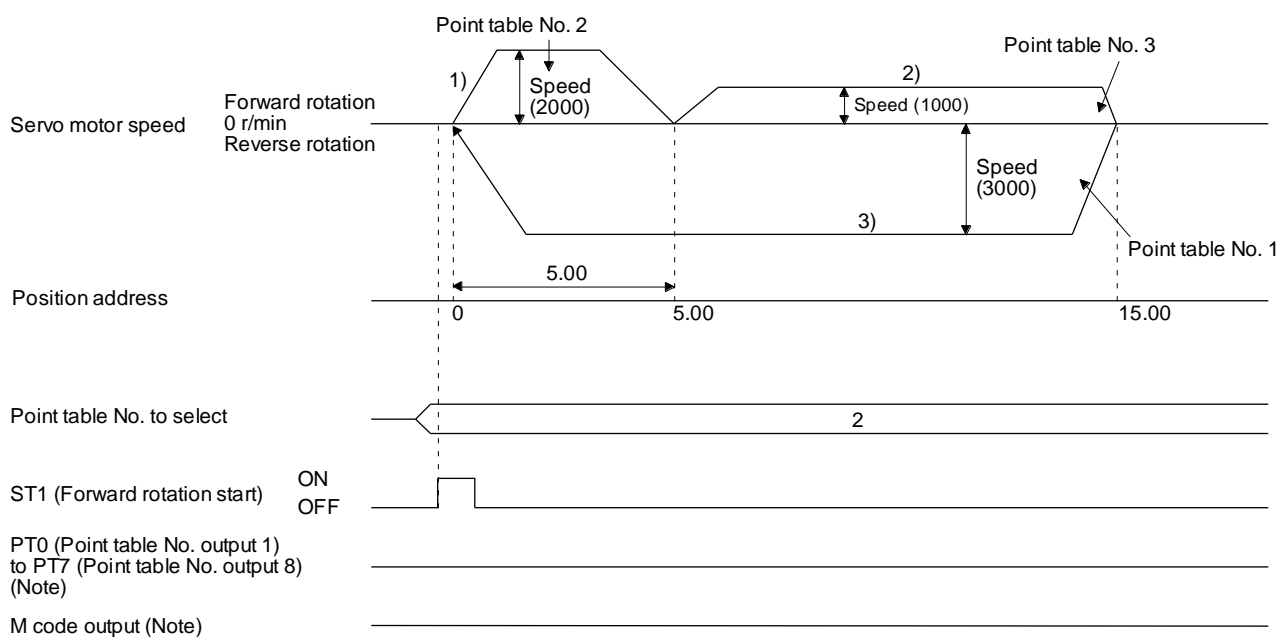 Point table No. 2
Point table No. 3
1)
Speed
(2000)
2)
Speed (1000)
Servo motor speed
Forward rotation
0 r/min
Reverse rotation
Speed
(3000)
3)
Point table No. 1
5.00
Position address
0
5.00
15.00
Point table No. to select
2
ST1 (Forward rotation start)
ON
OFF
PT0 (Point table No. output 1)
to PT7 (Point table No. output 8)
(Note)
M code output (Note)